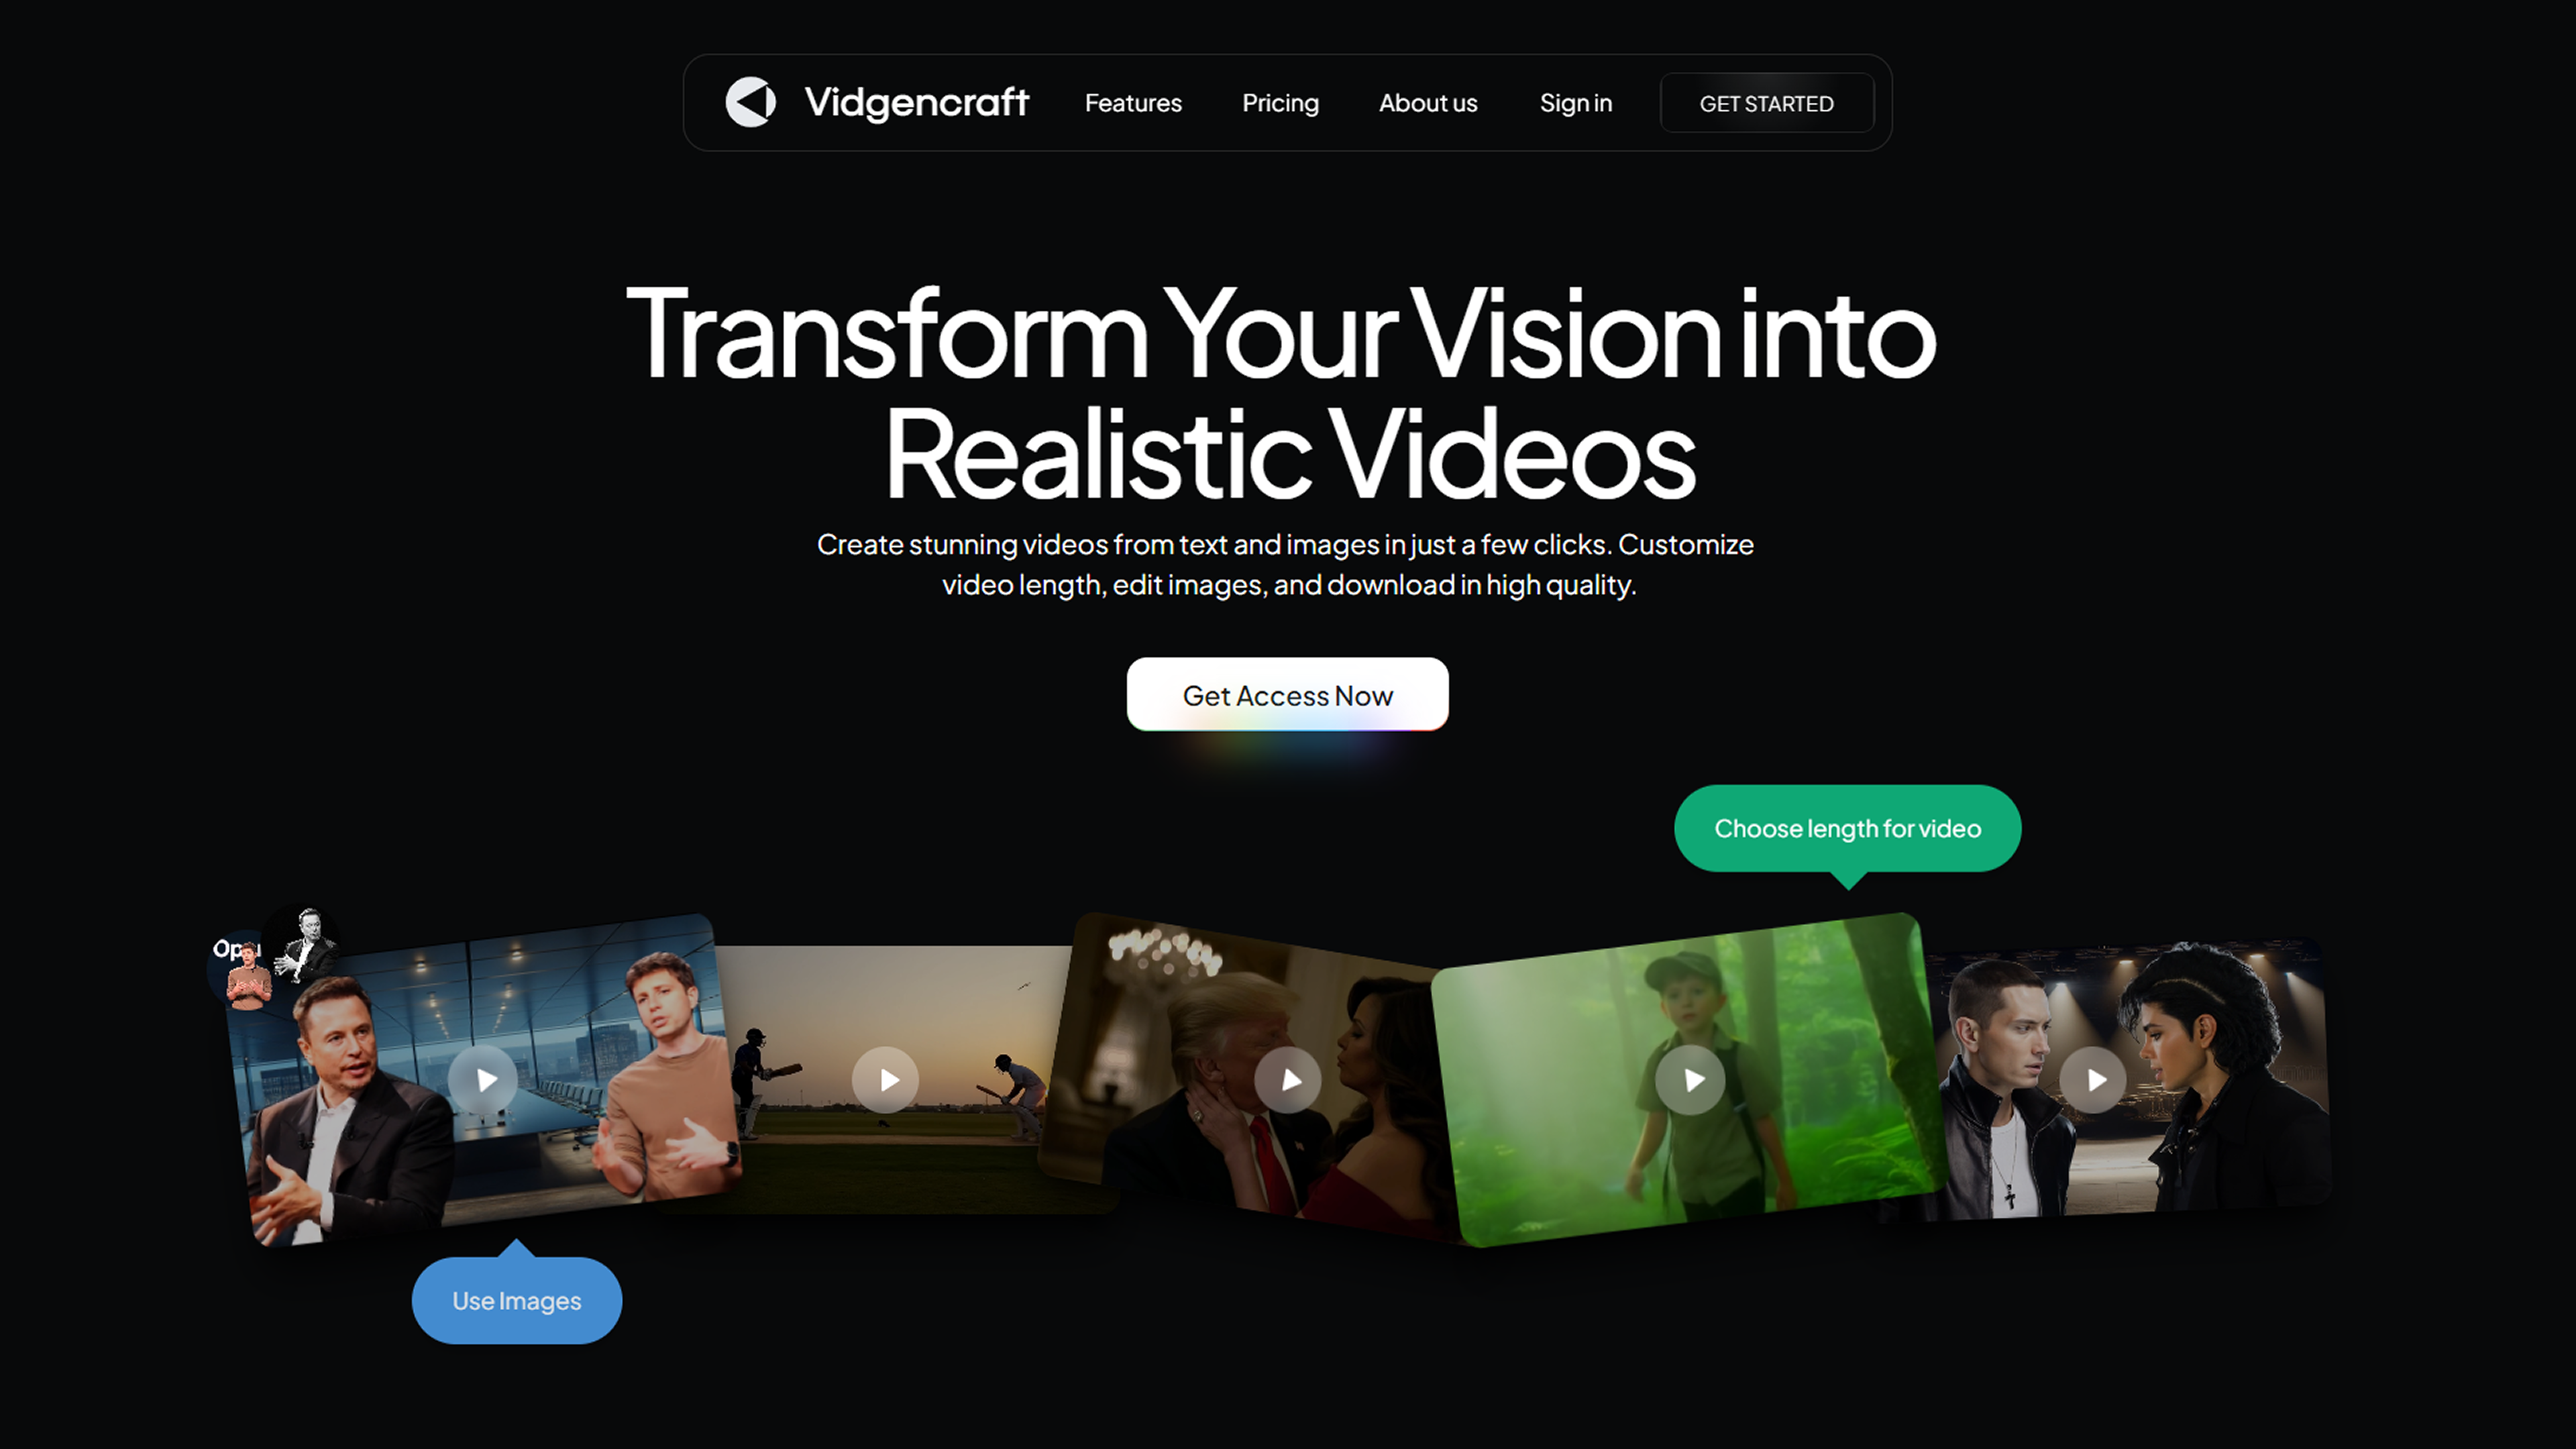 Vidgencraft
Features
Pricing
About us
Sign in
GET STARTED
Transform Your Vision into
Realistic Videos
Create stunning videos from text and images in just a few clicks. Customize
video length, edit images, and download in high quality.
Get Access Now
Choose length for video
Use Images